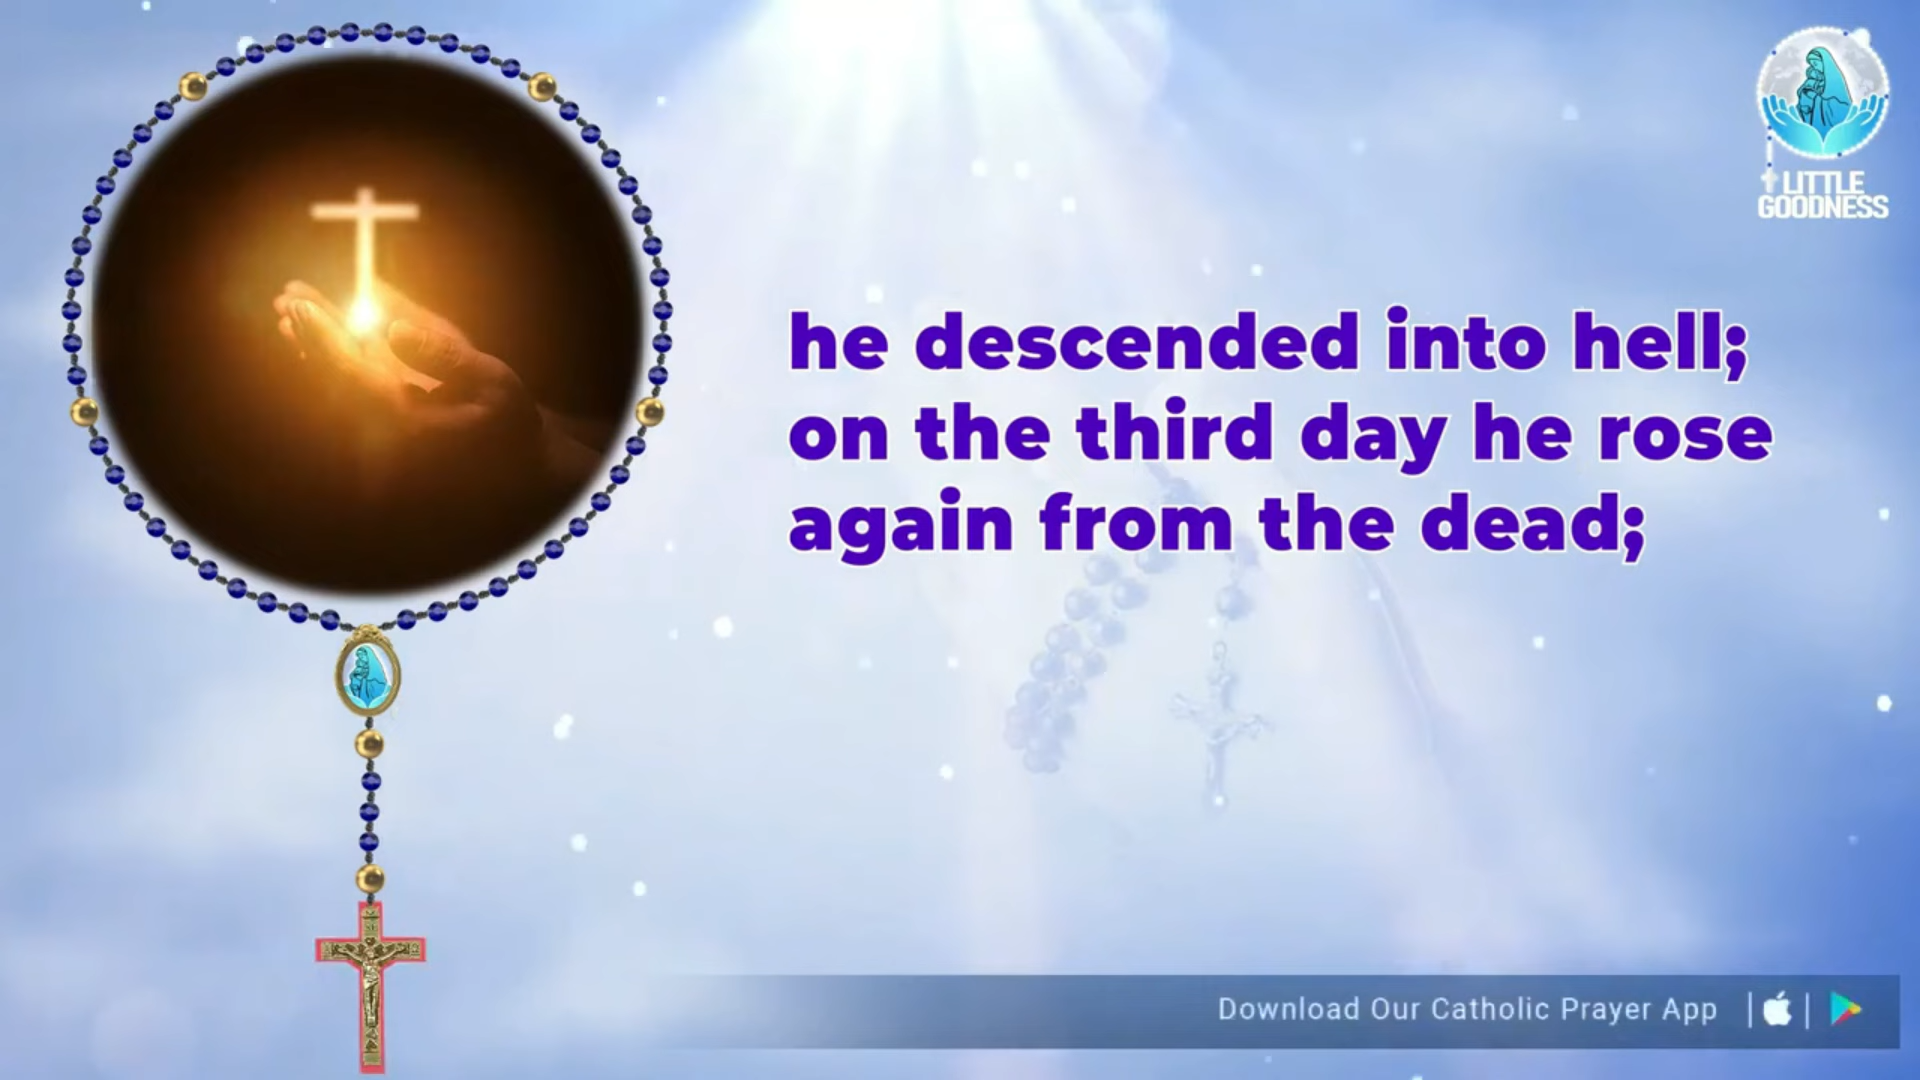 LITTLE
GOODNESS
he descended into hell;
on the third day he rose
again from the dead;
Download Our Catholic Prayer App